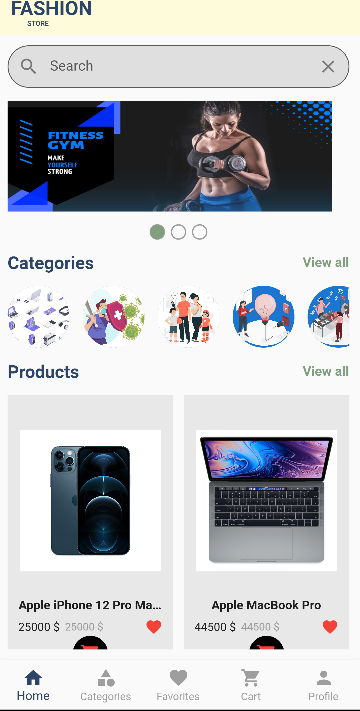 FASHION
STORE
Search
FITNESS
GYM
MAKE
YOURSELF
STRONG
Categories View all
Products View all
Apple iPhone 12 Pro Ma... Apple MacBook Pro
25000 $ 25000 $ 44500 $ 44500 $
Home Categories Favorites Cart Profile